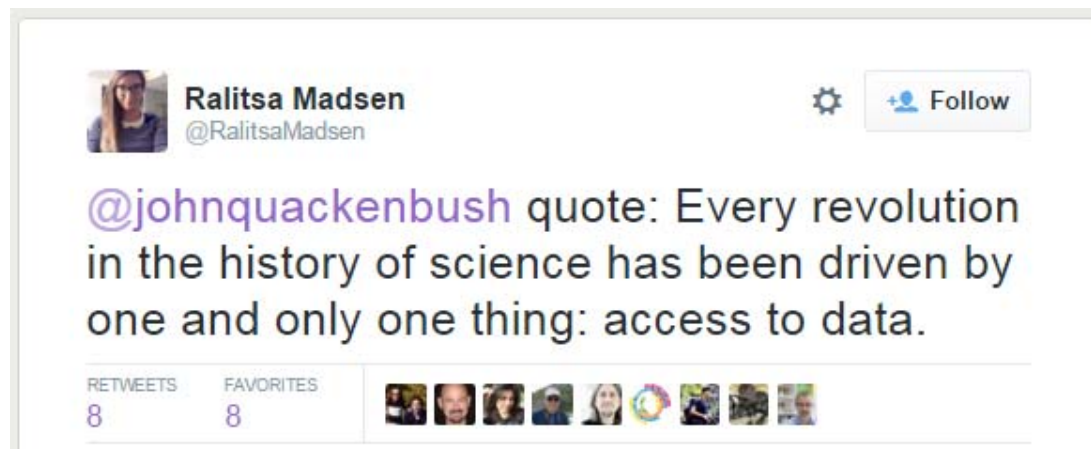 Ralitsa Madsen
@RalitsaMadsen
Follow
@johnquackenbush quote: Every revolution
in the history of science has been driven by
one and only one thing: access to data.
RETWEETS FAVORITES
8 8